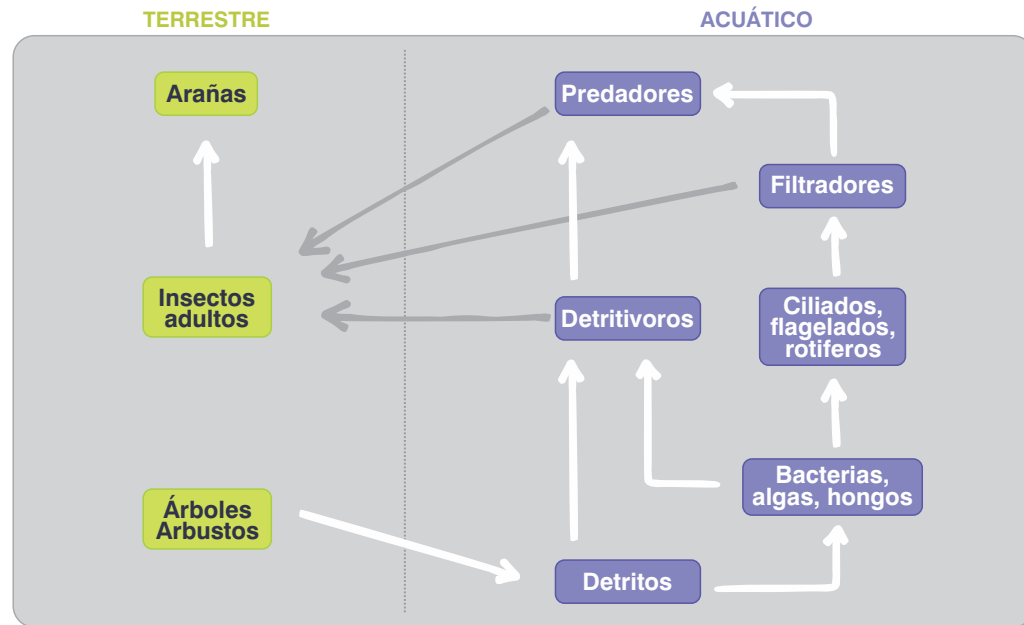 TERRESTRE
ACUÁTICO
Arañas
Predadores
Filtradores
Insectos
adultos
Detritivoros
Ciliados,
flagelados,
rotiferos
Árboles
Arbustos
Bacterias,
algas, hongos
Detritos